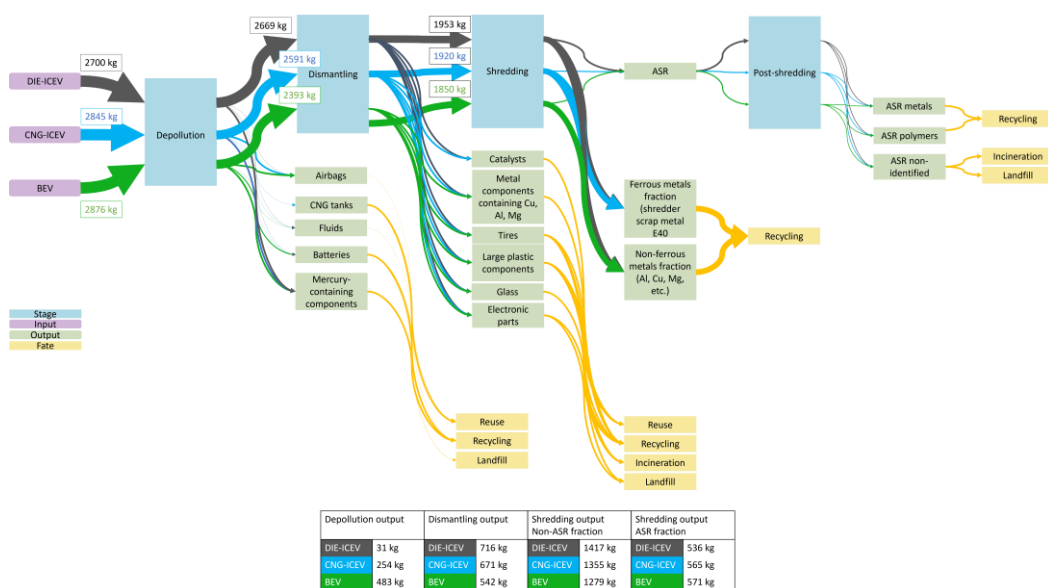 2669 kg
1953 kg
2700 kg
2591 kg
1920 kg
DIE-ICEV
Dismantling
Shredding
ASR
Post-shredding
2393 kg
1850 kg
2845 kg
CNG-ICEV
Depollution
ASR metals
Recycling
ASR polymers
BEV
2876 kg
Airbags
CNG tanks
Fluids
Batteries
Mercury-
containing
components
Catalysts
Metal
components
containing Cu,
Al, Mg
Tires
Large plastic
components
Glass
Electronic
parts
Ferrous metals
fraction
(shredder
scrap metal
E40
Non-ferrous
metals fraction
(Al, Cu, Mg,
etc.)
Recycling
ASR non-
identified
Incineration
Landfill
Stage
Input
Output
Fate
Reuse
Recycling
Landfill
Reuse
Recycling
Incineration
Landfill
Depollution output
DIE-ICEV 31 kg
CNG-ICEV 254 kg
BEV 483 kg
Dismantling output
DIE-ICEV 716 kg
CNG-ICEV 671 kg
BEV 542 kg
Shredding output
Non-ASR fraction
DIE-ICEV 1417 kg
CNG-ICEV 1355 kg
BEV 1279 kg
Shredding output
ASR fraction
DIE-ICEV 536 kg
CNG-ICEV 565 kg
BEV 571 kg